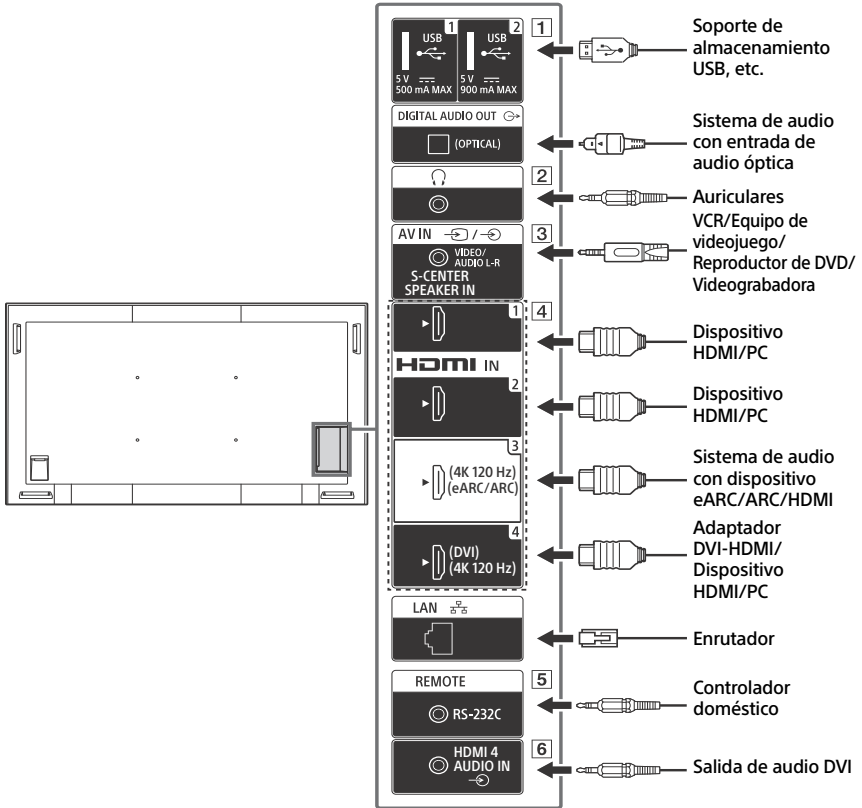 1
USB
2
USB
5 V
500 mA MAX
5 V
900 mA MAX
1
Soporte de
almacenamiento
USB, etc.
DIGITAL AUDIO OUT
(OPTICAL)
Sistema de audio
con entrada de
audio óptica
2
Auriculares
AV IN
/
3
VÍDEO/
AUDIO L-R
S-CENTER
SPEAKER IN
VCR/Equipo de
videojuego/
Reproductor de DVD/
Videograbadora
1
4
Dispositivo
HDMI/PC
HDMI IN
2
Dispositivo
HDMI/PC
3
(4K 120 Hz)
(eARC/ARC)
Sistema de audio
con dispositivo
eARC/ARC/HDMI
4
(DVI)
(4K 120 Hz)
Adaptador
DVI-HDMI/
Dispositivo
HDMI/PC
LAN
Enrutador
REMOTE
5
RS-232C
Controlador
doméstico
6
HDMI 4
AUDIO IN
Salida de audio DVI